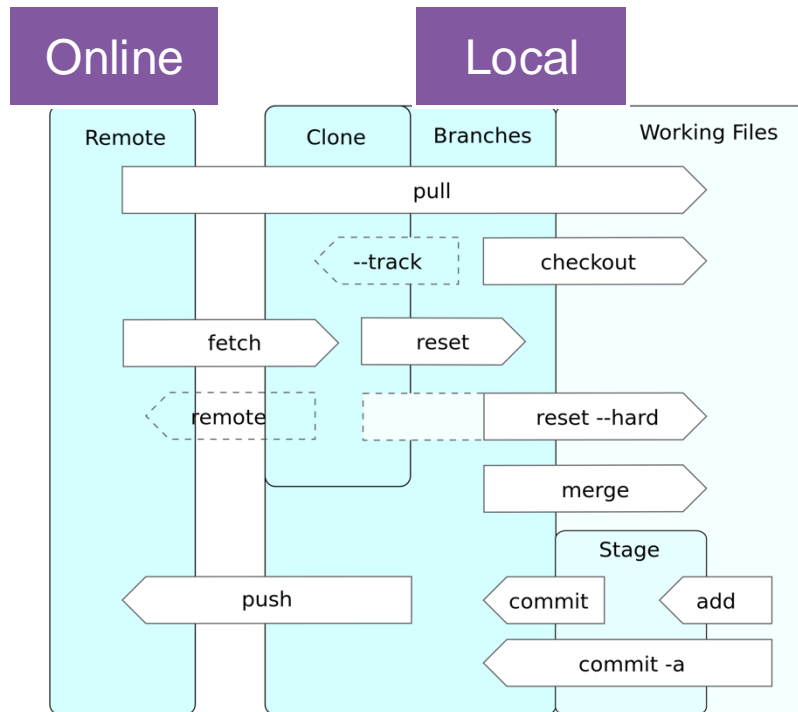 Online
Local
Remote
Clone
Branches
Working Files
pull
--track
checkout
fetch
reset
remote
reset --hard
merge
Stage
push
commit
add
commit -a